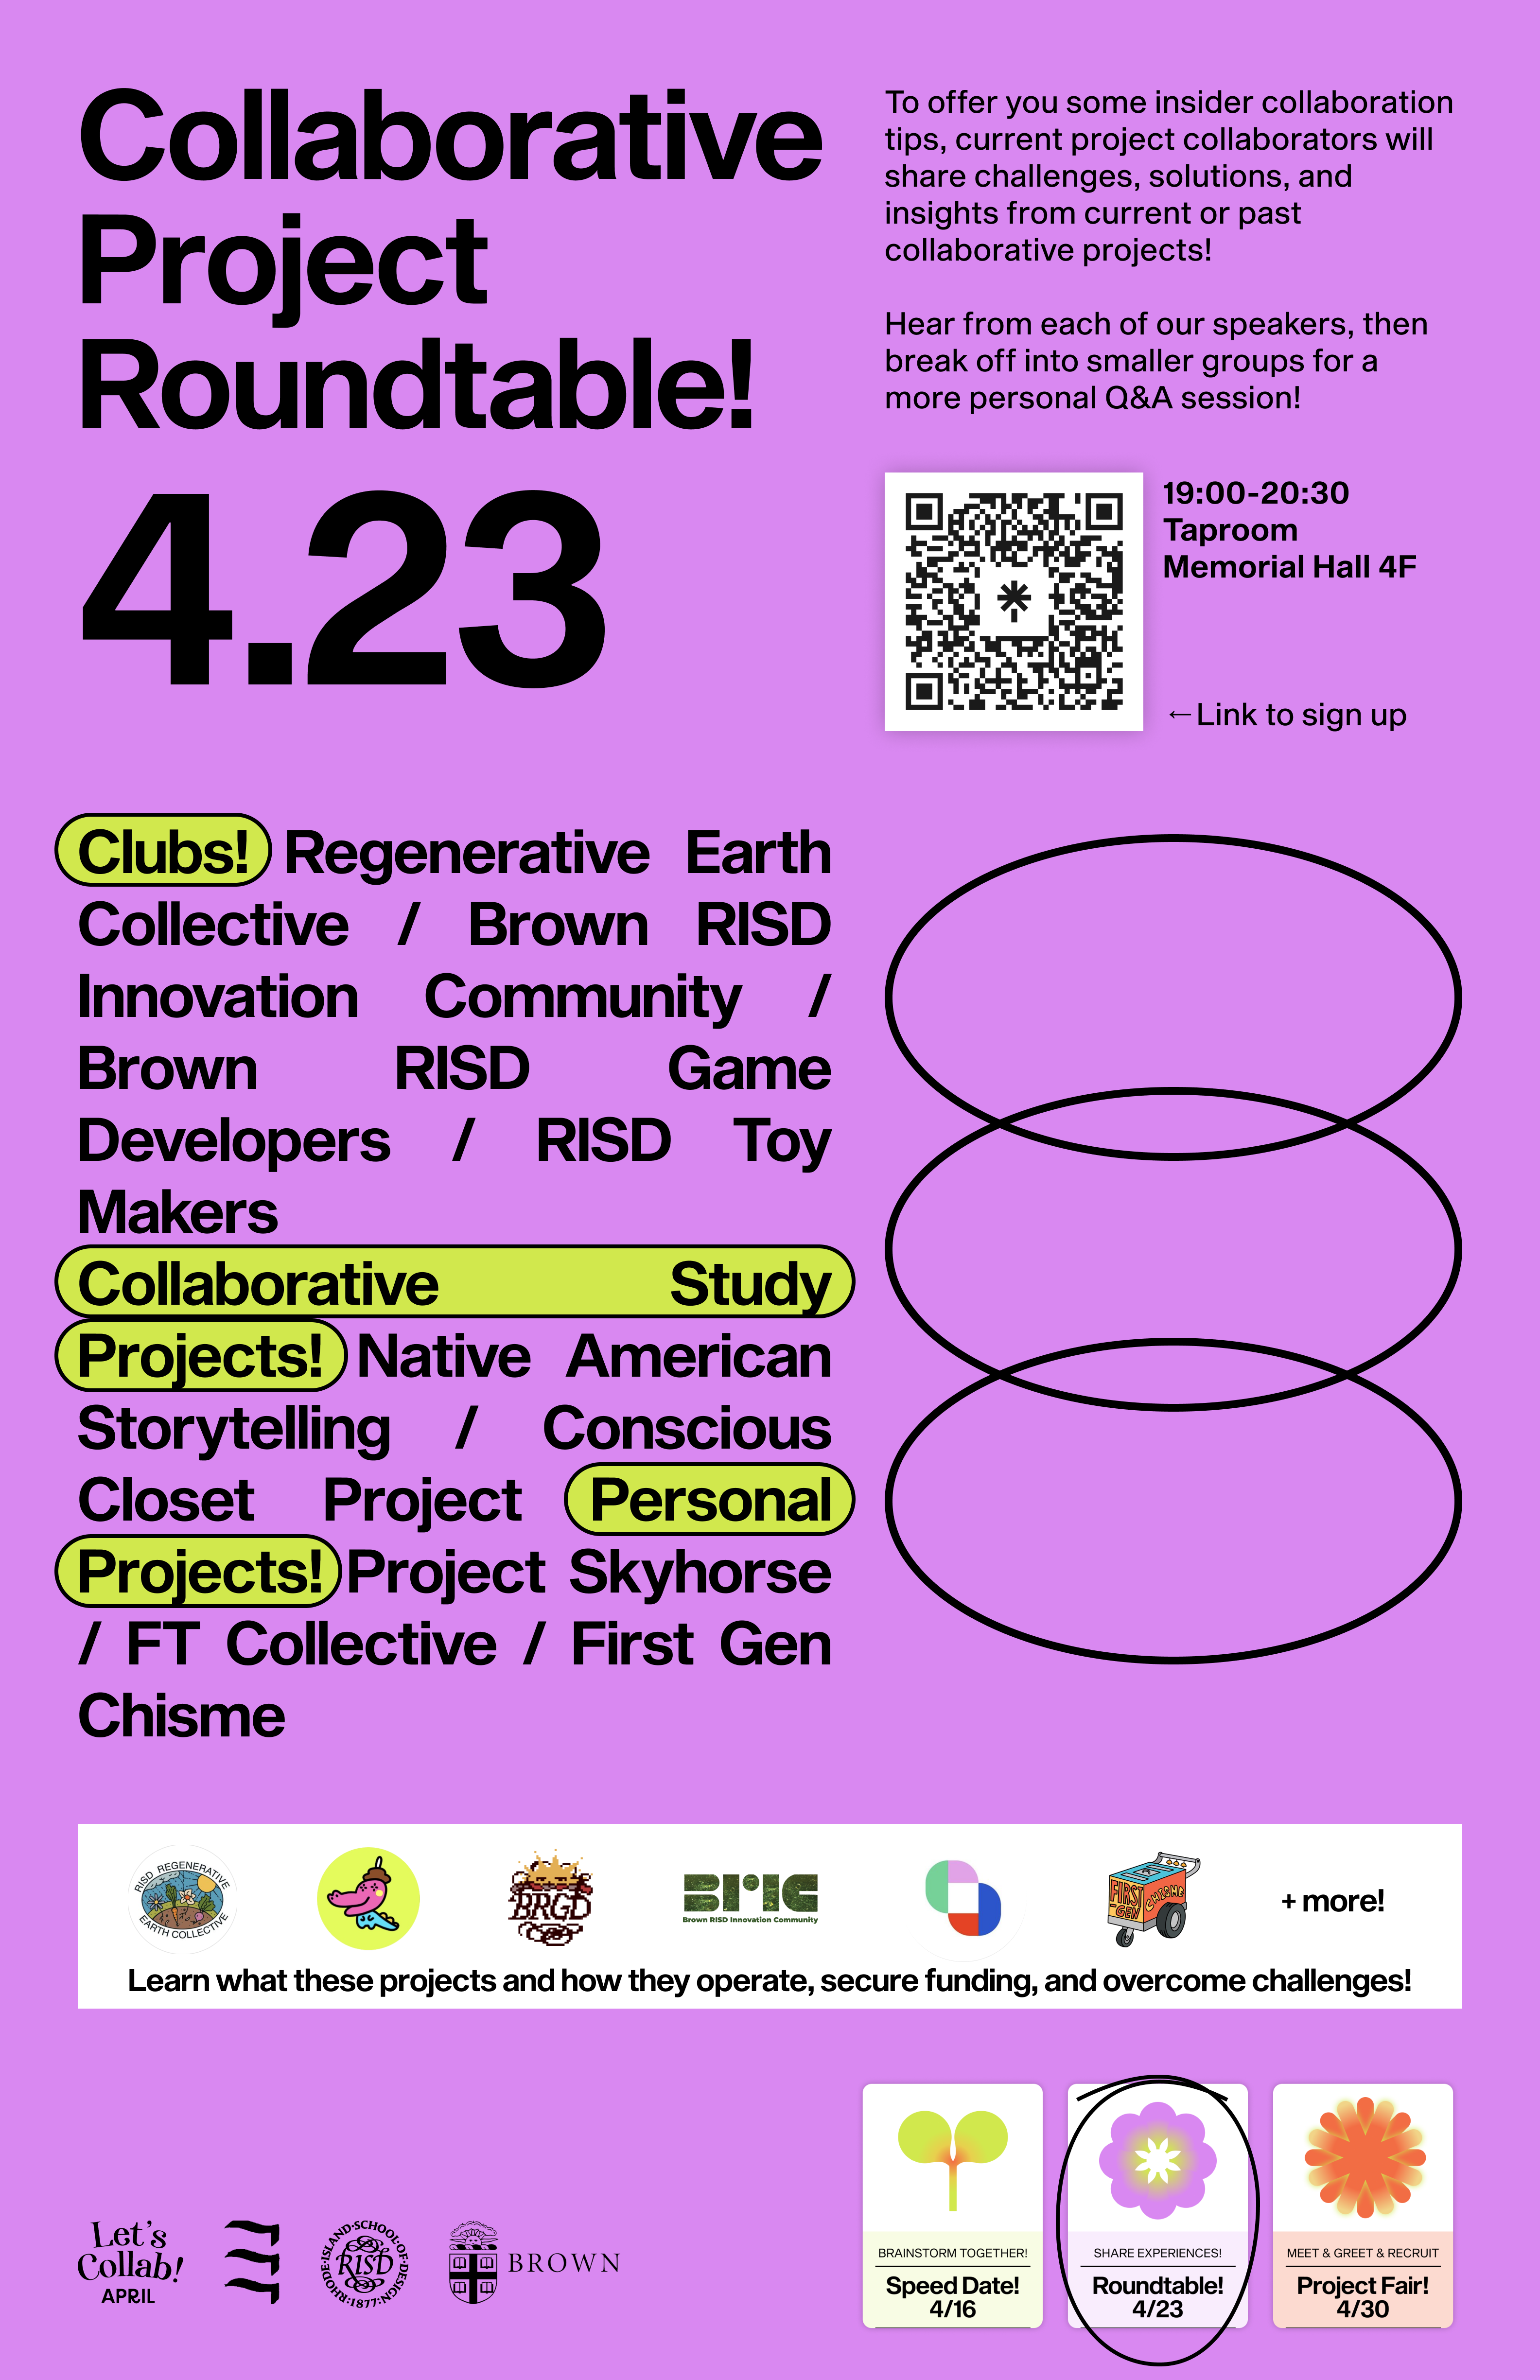 Collaborative
Project
Roundtable!
4.23
To offer you some insider collaboration
tips, current project collaborators will
share challenges, solutions, and
insights from current or past
collaborative projects!
Hear from each of our speakers, then
break off into smaller groups for a
more personal Q&A session!
19:00-20:30
Taproom
Memorial Hall 4F
←Link to sign up
Clubs! Regenerative Earth
Collective / Brown RISD
Innovation Community /
Brown RISD Game
Developers / RISD Toy
Makers
Collaborative Study
Projects! Native American
Storytelling / Conscious
Closet Project Personal
Projects! Project Skyhorse
/ FT Collective / First Gen
Chisme
RISD REGENERATIVE
EARTH COLLECTIVE
BRGD
BRIC
Brown RISD Innovation Community
FIRST
-GEN
CHISME
+ more!
Learn what these projects and how they operate, secure funding, and overcome challenges!
Let's
Collab!
APRIL
RHODE·ISLAND·SCHOOL·OF·DESIGN·
RISD
·1877·
BROWN
BRAINSTORM TOGETHER!
Speed Date!
4/16
SHARE EXPERIENCES!
Roundtable!
4/23
MEET & GREET & RECRUIT
Project Fair!
4/30